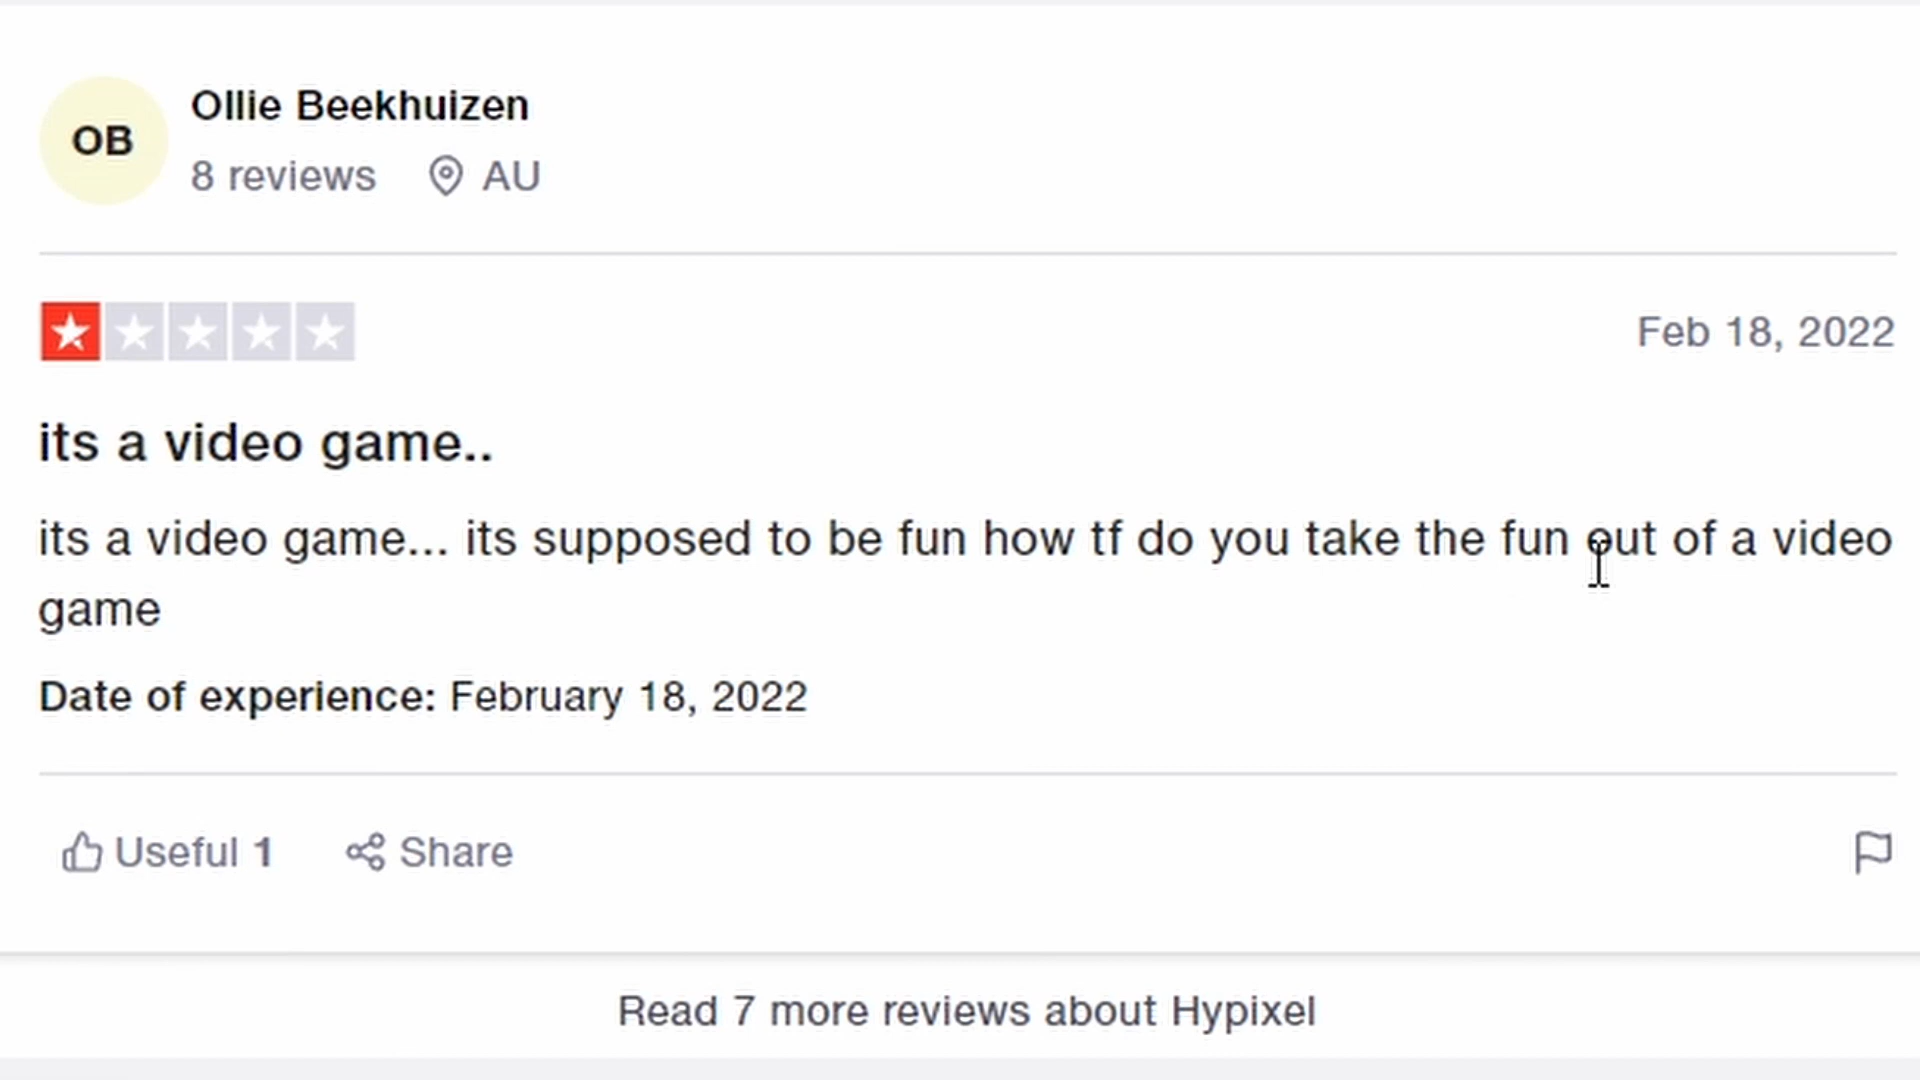 OB
Ollie Beekhuizen
8 reviews AU
Feb 18, 2022
its a video game..
its a video game... its supposed to be fun how tf do you take the fun out of a video
game
Date of experience: February 18, 2022
Useful 1 Share
Read 7 more reviews about Hypixel